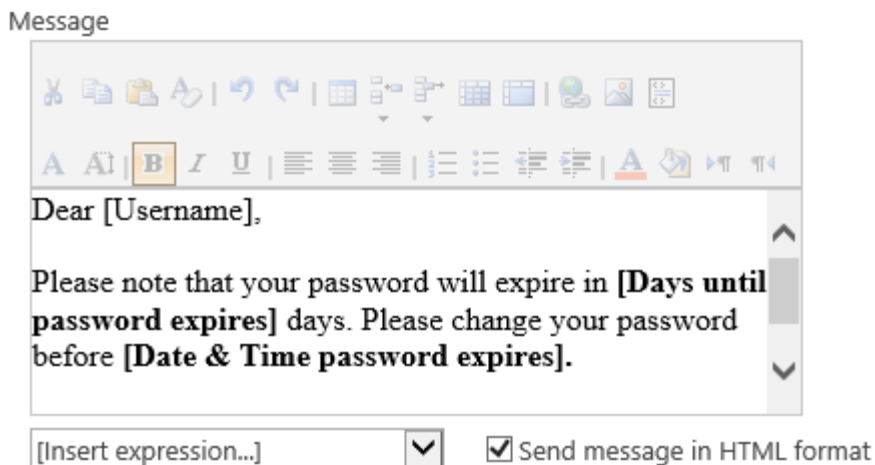 Message
A A B I U A
Dear [Username],
Please note that your password will expire in [Days until
password expires] days. Please change your password
before [Date & Time password expires].
[Insert expression...]
Send message in HTML format